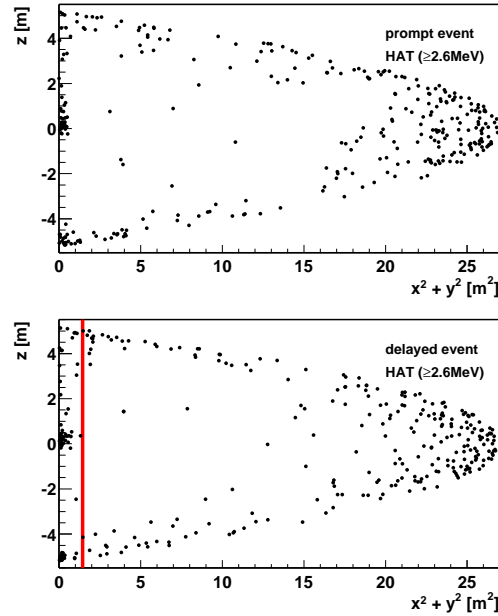 z [m]
4
2
0
-2
-4
prompt event
HAT (≥2.6MeV)
0 5 10 15 20 25
x² + y² [m²]
z [m]
4
2
0
-2
-4
delayed event
HAT (≥2.6MeV)
0 5 10 15 20 25
x² + y² [m²]